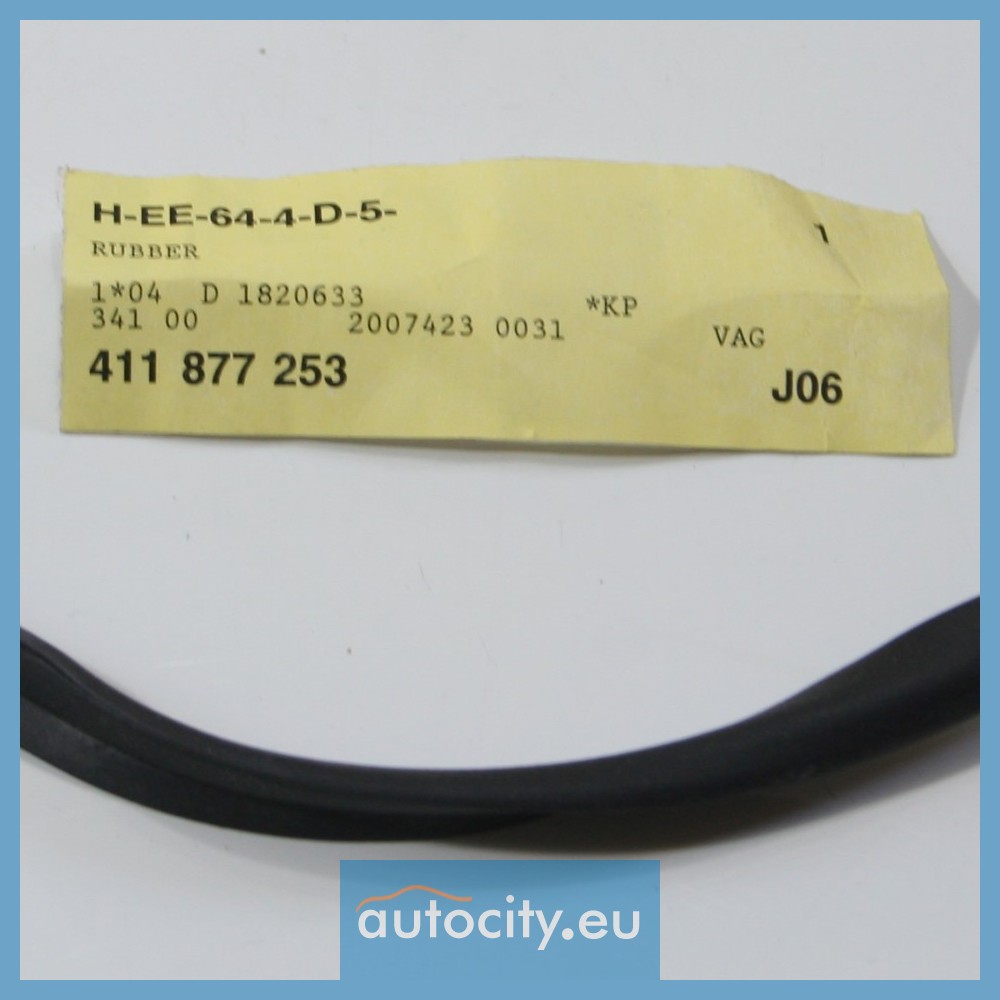 H-EE-64-4-D-5-
1
RUBBER
1*04 D 1820633 *KP
341 00 2007423 0031 VAG
411 877 253 J06
autocity.eu